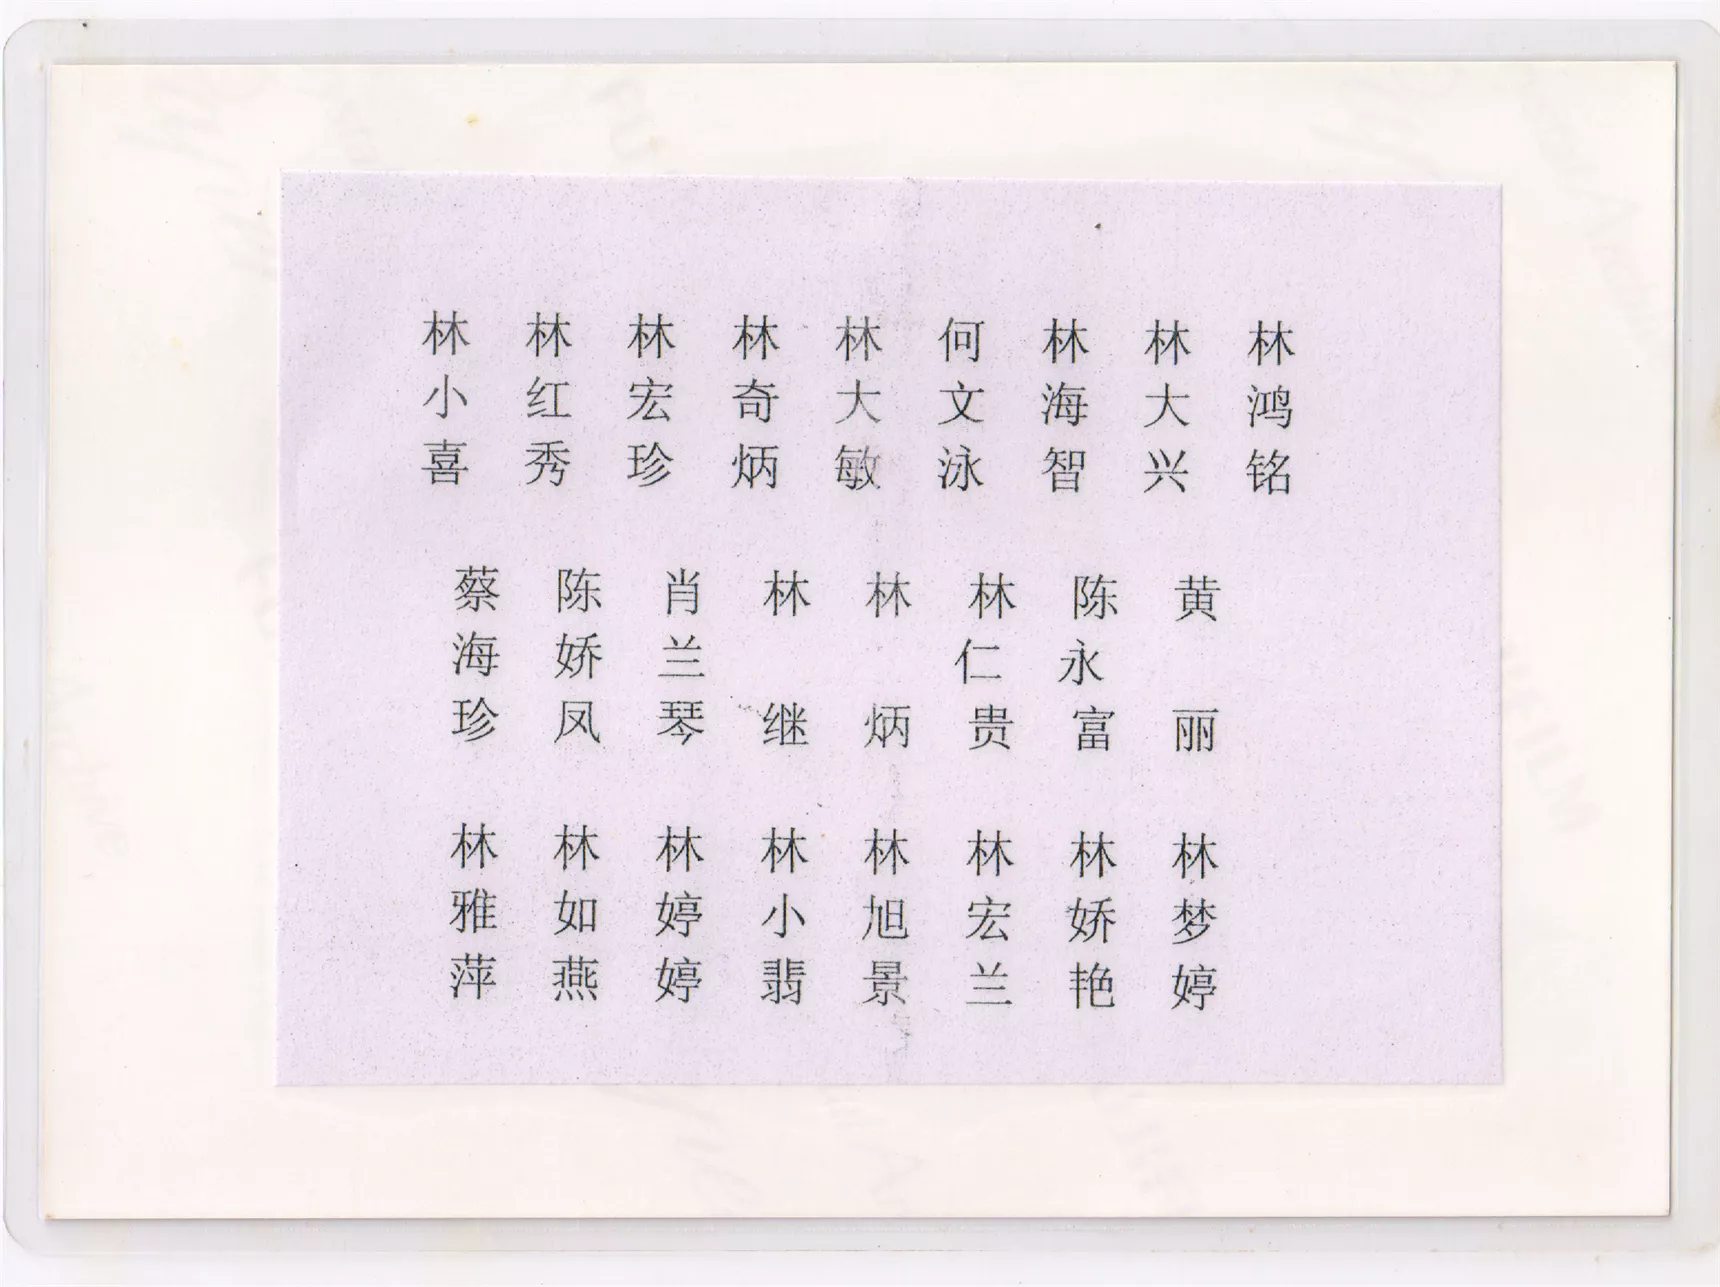 林小喜
林红秀
林宏珍
林奇炳
林大敏
何文泳
林海智
林大兴
林鸿铭
蔡海珍
陈娇凤
肖兰琴
林继
林炳
林仁贵
陈永富
黄丽
林雅萍
林如燕
林婷婷
林小翡
林旭景
林宏兰
林娇艳
林梦婷